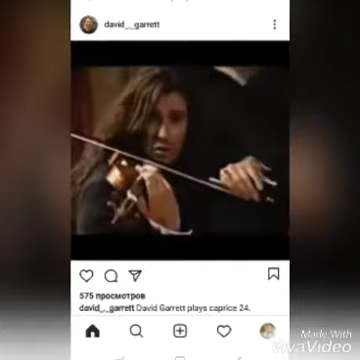 david_._garrett
575 просмотров
david_._garrett David Garrett plays caprice 24.
Made With
VivaVideo